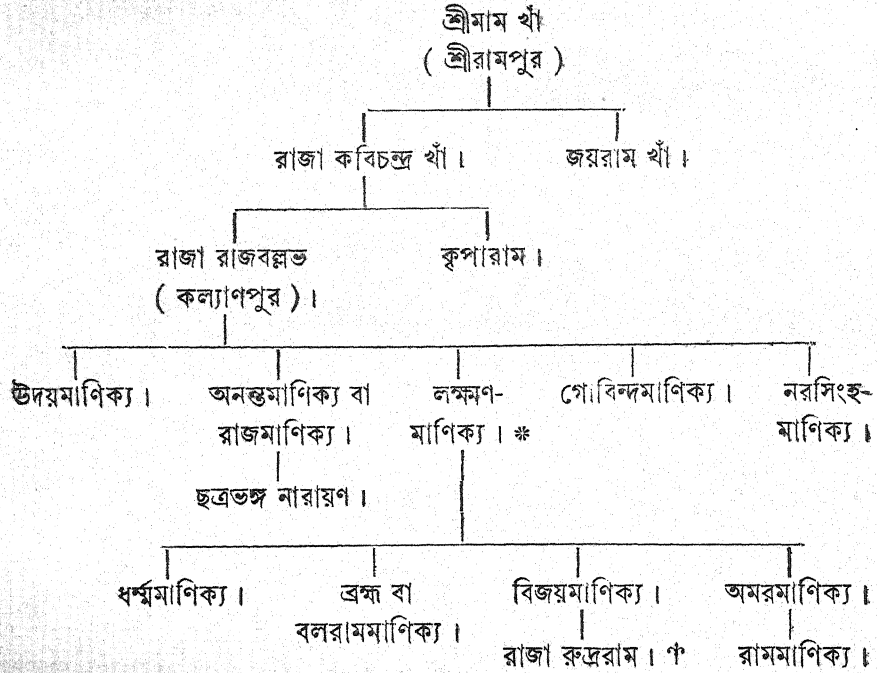 শ্রীমাম খাঁ
( শ্রীরামপুর )
রাজা কবিচন্দ্র খাঁ । জয়রাম খাঁ ।
রাজা রাজবল্লভ কৃপারাম ।
( কল্যাণপুর ) ।
উদয়মাণিক্য । অনন্তমাণিক্য বা লক্ষ্মণ- গোবিন্দমাণিক্য । নরসিংহ-
রাজমাণিক্য । মাণিক্য । * মাণিক্য ।
ছত্রভঙ্গ নারায়ণ ।
ধর্ম্মমাণিক্য । ব্রহ্ম বা বিজয়মাণিক্য । অমরমাণিক্য ।
বলরামমাণিক্য ।
রাজা রুদ্ররাম । † রামমাণিক্য ।